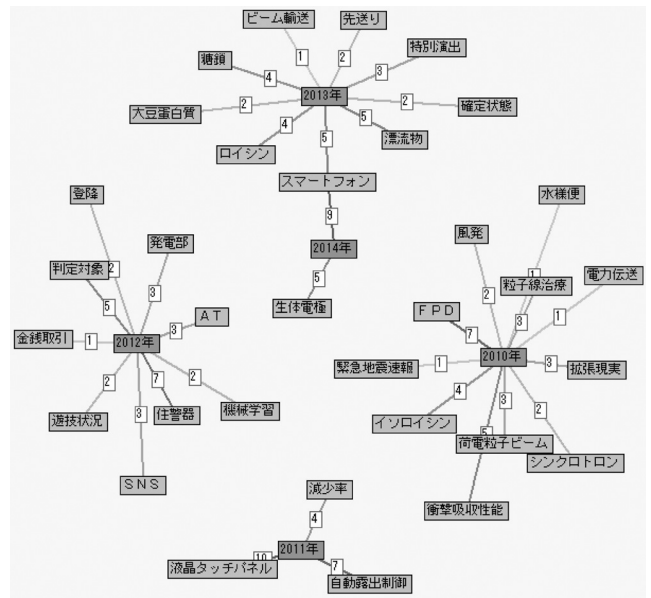 ビーム輸送
先送り
1
2
特別演出
糖鎖
3
4
2013年
大豆蛋白質
2
2
確定状態
4
5
5
漂流物
ロイシン
スマートフォン
9
2014年
5
生体電極
登降
発電部
判定対象
2
5
3
AT
3
金銭取引
1
2012年
2
7
2
遊技状況
住警器
機械学習
3
SNS
水様便
風発
1
電力伝送
2
粒子線治療
FPD
3
1
7
2010年
緊急地震速報
1
3
拡張現実
4
3
2
イソロイシン
5
荷電粒子ビーム
シンクロトロン
衝撃吸収性能
減少率
4
2011年
10
7
液晶タッチパネル
自動露出制御